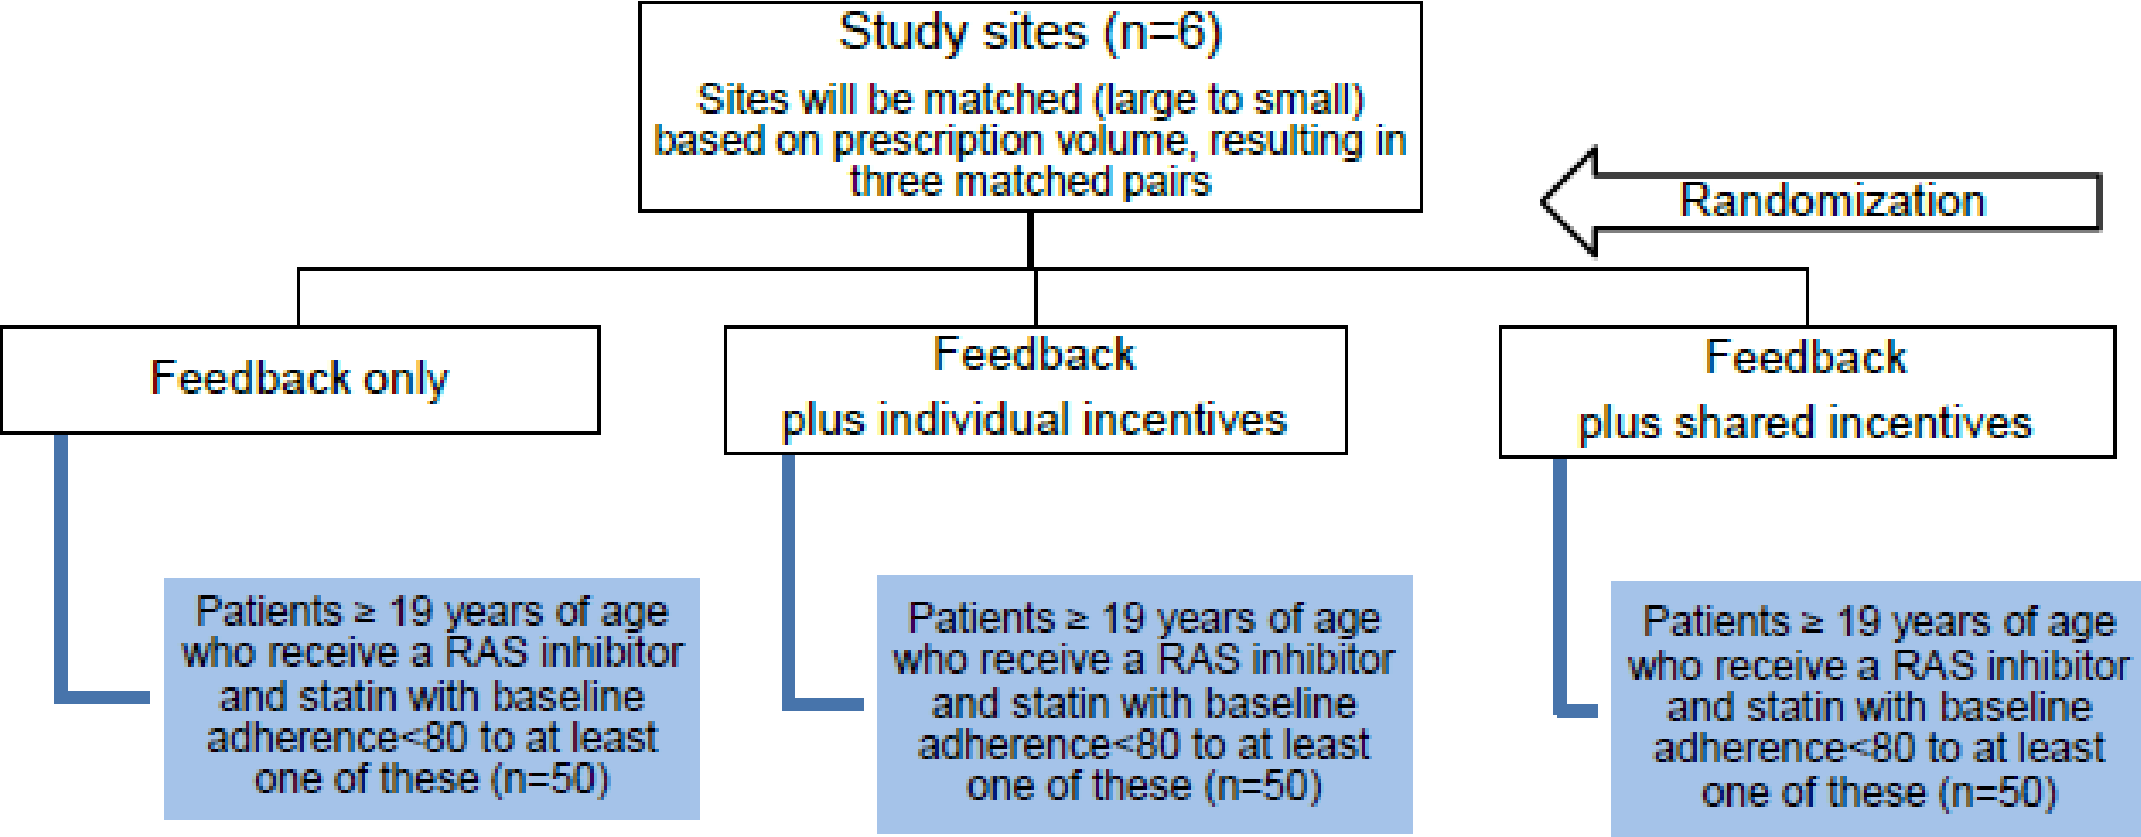 Study sites (n=6)
Sites will be matched (large to small)
based on prescription volume, resulting in
three matched pairs
Randomization
Feedback only
Feedback
plus individual incentives
Feedback
plus shared incentives
Patients ≥ 19 years of age
who receive a RAS inhibitor
and statin with baseline
adherence<80 to at least
one of these (n=50)
Patients ≥ 19 years of age
who receive a RAS inhibitor
and statin with baseline
adherence<80 to at least
one of these (n=50)
Patients ≥ 19 years of age
who receive a RAS inhibitor
and statin with baseline
adherence<80 to at least
one of these (n=50)